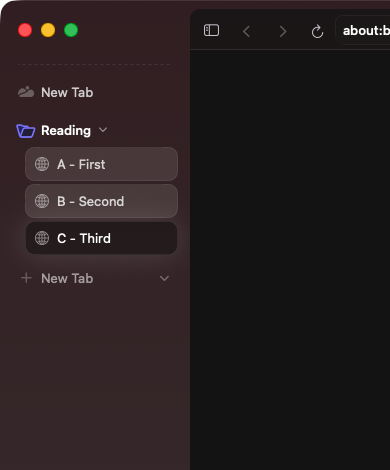 about:b
New Tab
Reading
A - First
B - Second
C - Third
New Tab